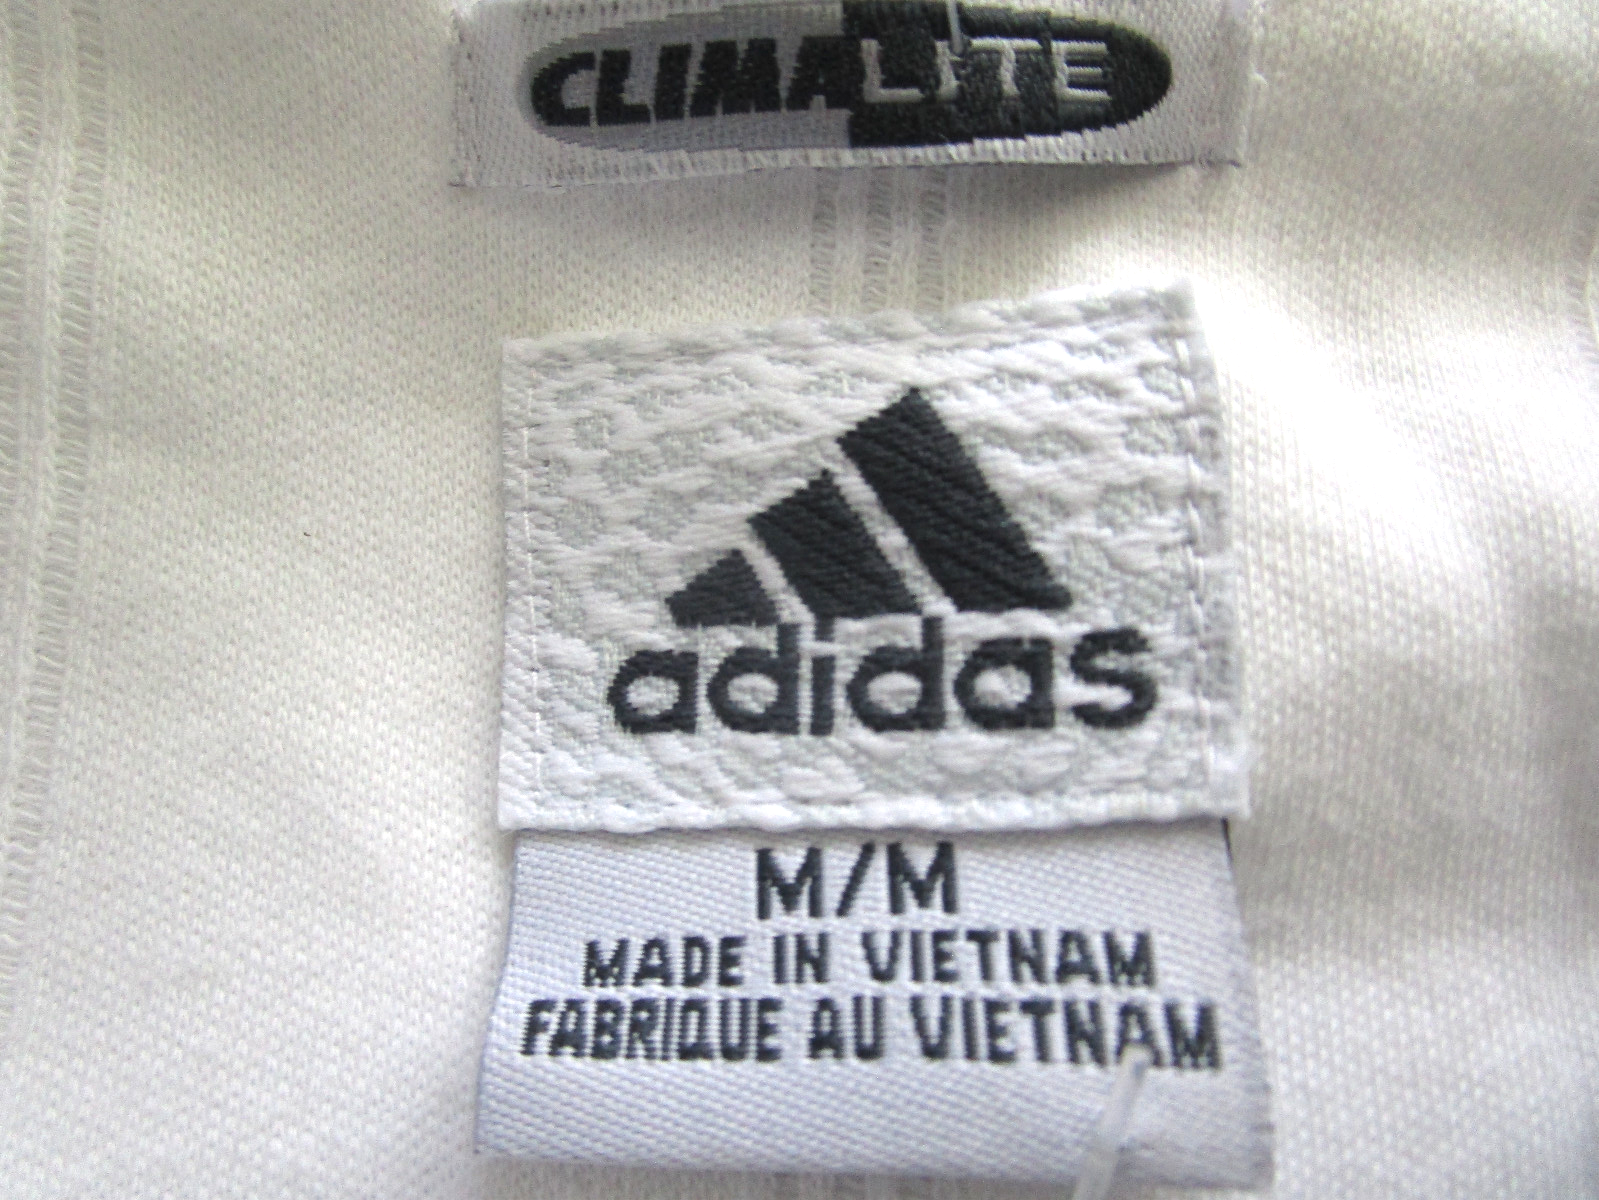 CLIMALITE
adidas
M/M
MADE IN VIETNAM
FABRIQUE AU VIETNAM